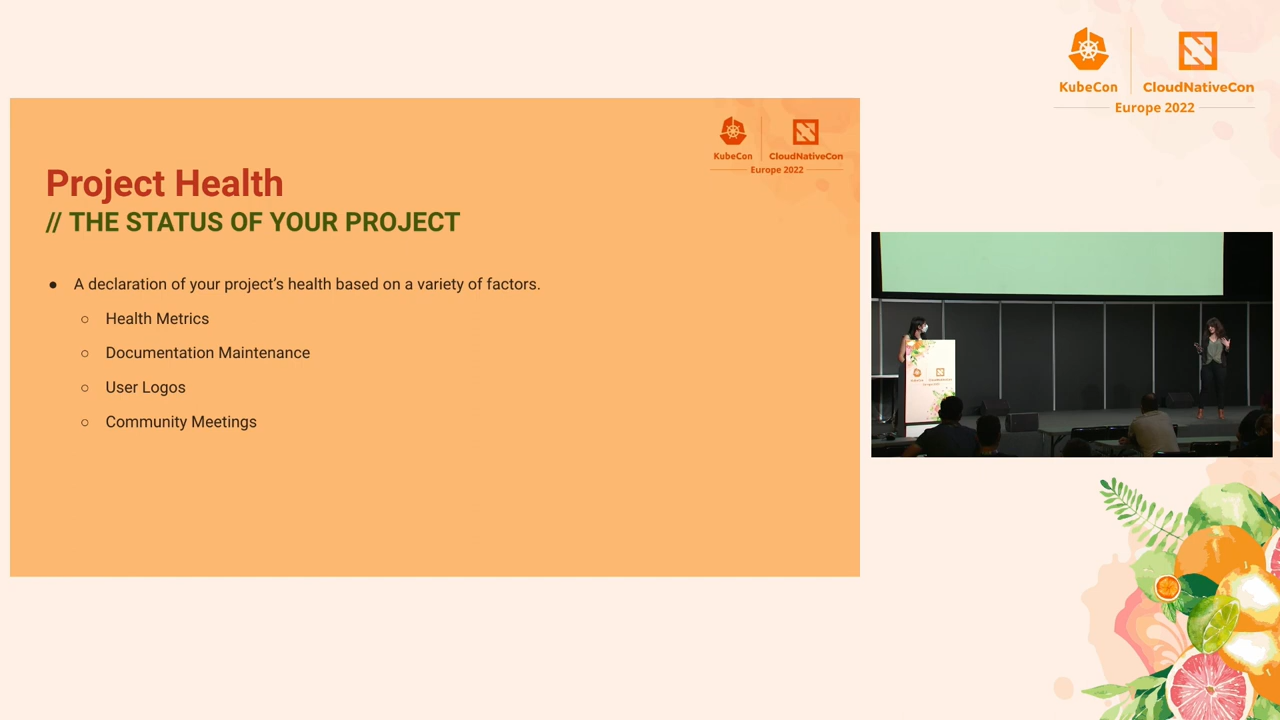 KubeCon
CloudNativeCon
Europe 2022
KubeCon
CloudNativeCon
Europe 2022
Project Health
// THE STATUS OF YOUR PROJECT
● A declaration of your project's health based on a variety of factors.
○ Health Metrics
○ Documentation Maintenance
○ User Logos
○ Community Meetings